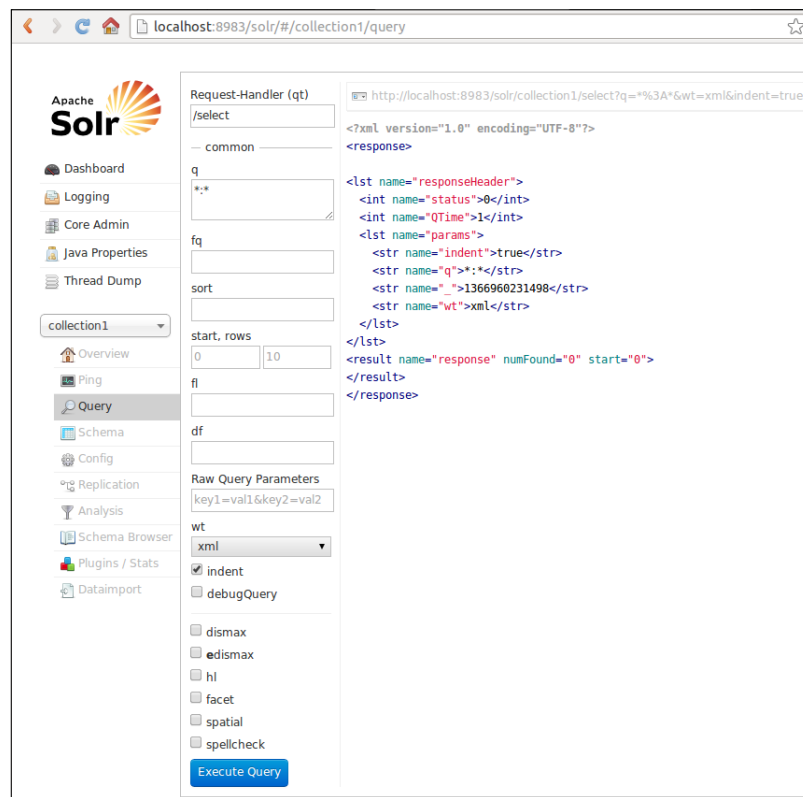 localhost:8983/solr/#/collection1/query
Apache
Solr
Dashboard
Logging
Core Admin
Java Properties
Thread Dump
collection1
Overview
Ping
Query
Schema
Config
Replication
Analysis
Schema Browser
Plugins / Stats
Dataimport
Request-Handler (qt)
/select
common
q
*:*
fq
sort
start, rows
0 10
fl
df
Raw Query Parameters
key1=val1&key2=val2
wt
xml
indent
debugQuery
dismax
edismax
hl
facet
spatial
spellcheck
Execute Query
http://localhost:8983/solr/collection1/select?q=*%3A*&wt=xml&indent=true
<?xml version="1.0" encoding="UTF-8"?>
<response>
<lst name="responseHeader">
<int name="status">0</int>
<int name="QTime">1</int>
<lst name="params">
<str name="indent">true</str>
<str name="q">*:*</str>
<str name="_">1366960231498</str>
<str name="wt">xml</str>
</lst>
</lst>
<result name="response" numFound="0" start="0">
</result>
</response>